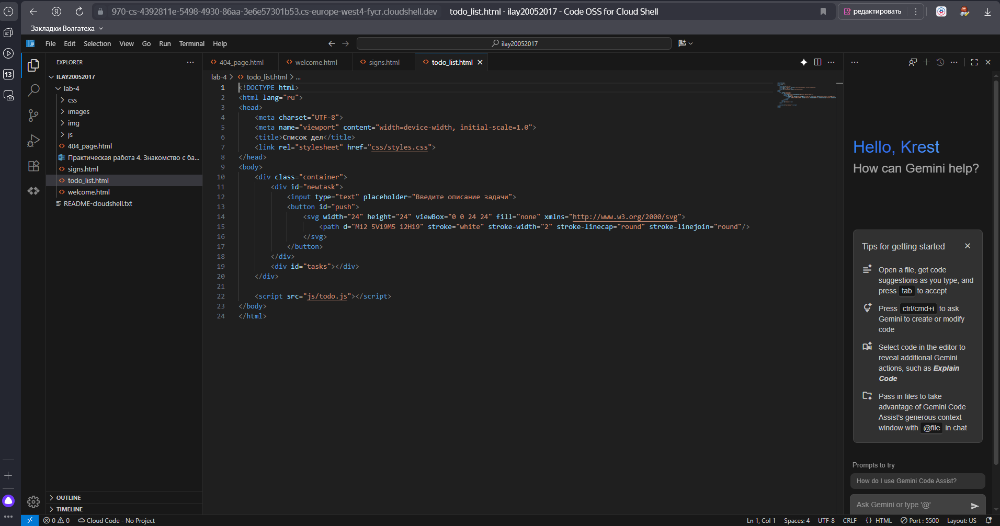 970-cs-4392811e-5498-4930-86aa-3e6e57301b53.cs-europe-west4-fycr.cloudshell.dev todo_list.html - ilay20052017 - Code OSS for Cloud Shell
редактировать
Закладки Волгатеха
13
File Edit Selection View Go Run Terminal Help
ilay20052017
EXPLORER
ILAY20052017
lab-4
css
images
img
js
404_page.html
Практическая работа 4. Знакомство с ба...
signs.html
todo_list.html
welcome.html
README-cloudshell.txt
OUTLINE
TIMELINE
404_page.html welcome.html signs.html todo_list.html
lab-4 > todo_list.html > ...
1 <!DOCTYPE html>
2 <html lang="ru">
3 <head>
4 <meta charset="UTF-8">
5 <meta name="viewport" content="width=device-width, initial-scale=1.0">
6 <title>Список дел</title>
7 <link rel="stylesheet" href="css/styles.css">
8 </head>
9 <body>
10 <div class="container">
11 <div id="newtask">
12 <input type="text" placeholder="Введите описание задачи">
13 <button id="push">
14 <svg width="24" height="24" viewBox="0 0 24 24" fill="none" xmlns="http://www.w3.org/2000/svg">
15 <path d="M12 5V19M5 12H19" stroke="white" stroke-width="2" stroke-linecap="round" stroke-linejoin="round"/>
16 </svg>
17 </button>
18 </div>
19 <div id="tasks"></div>
20 </div>
21
22 <script src="js/todo.js"></script>
23 </body>
24 </html>
Hello, Krest
How can Gemini help?
Tips for getting started
Open a file, get code
suggestions as you type, and
press tab to accept
Press ctrl/cmd+i to ask
Gemini to create or modify
code
Select code in the editor to
reveal additional Gemini
actions, such as Explain
Code
Pass in files to take
advantage of Gemini Code
Assist's generous context
window with @file in chat
Prompts to try
How do I use Gemini Code Assist?
Ask Gemini or type '@'
0 0 Cloud Code - No Project
Ln 1, Col 1 Spaces: 4 UTF-8 CRLF {} HTML Port : 5500 Layout: US